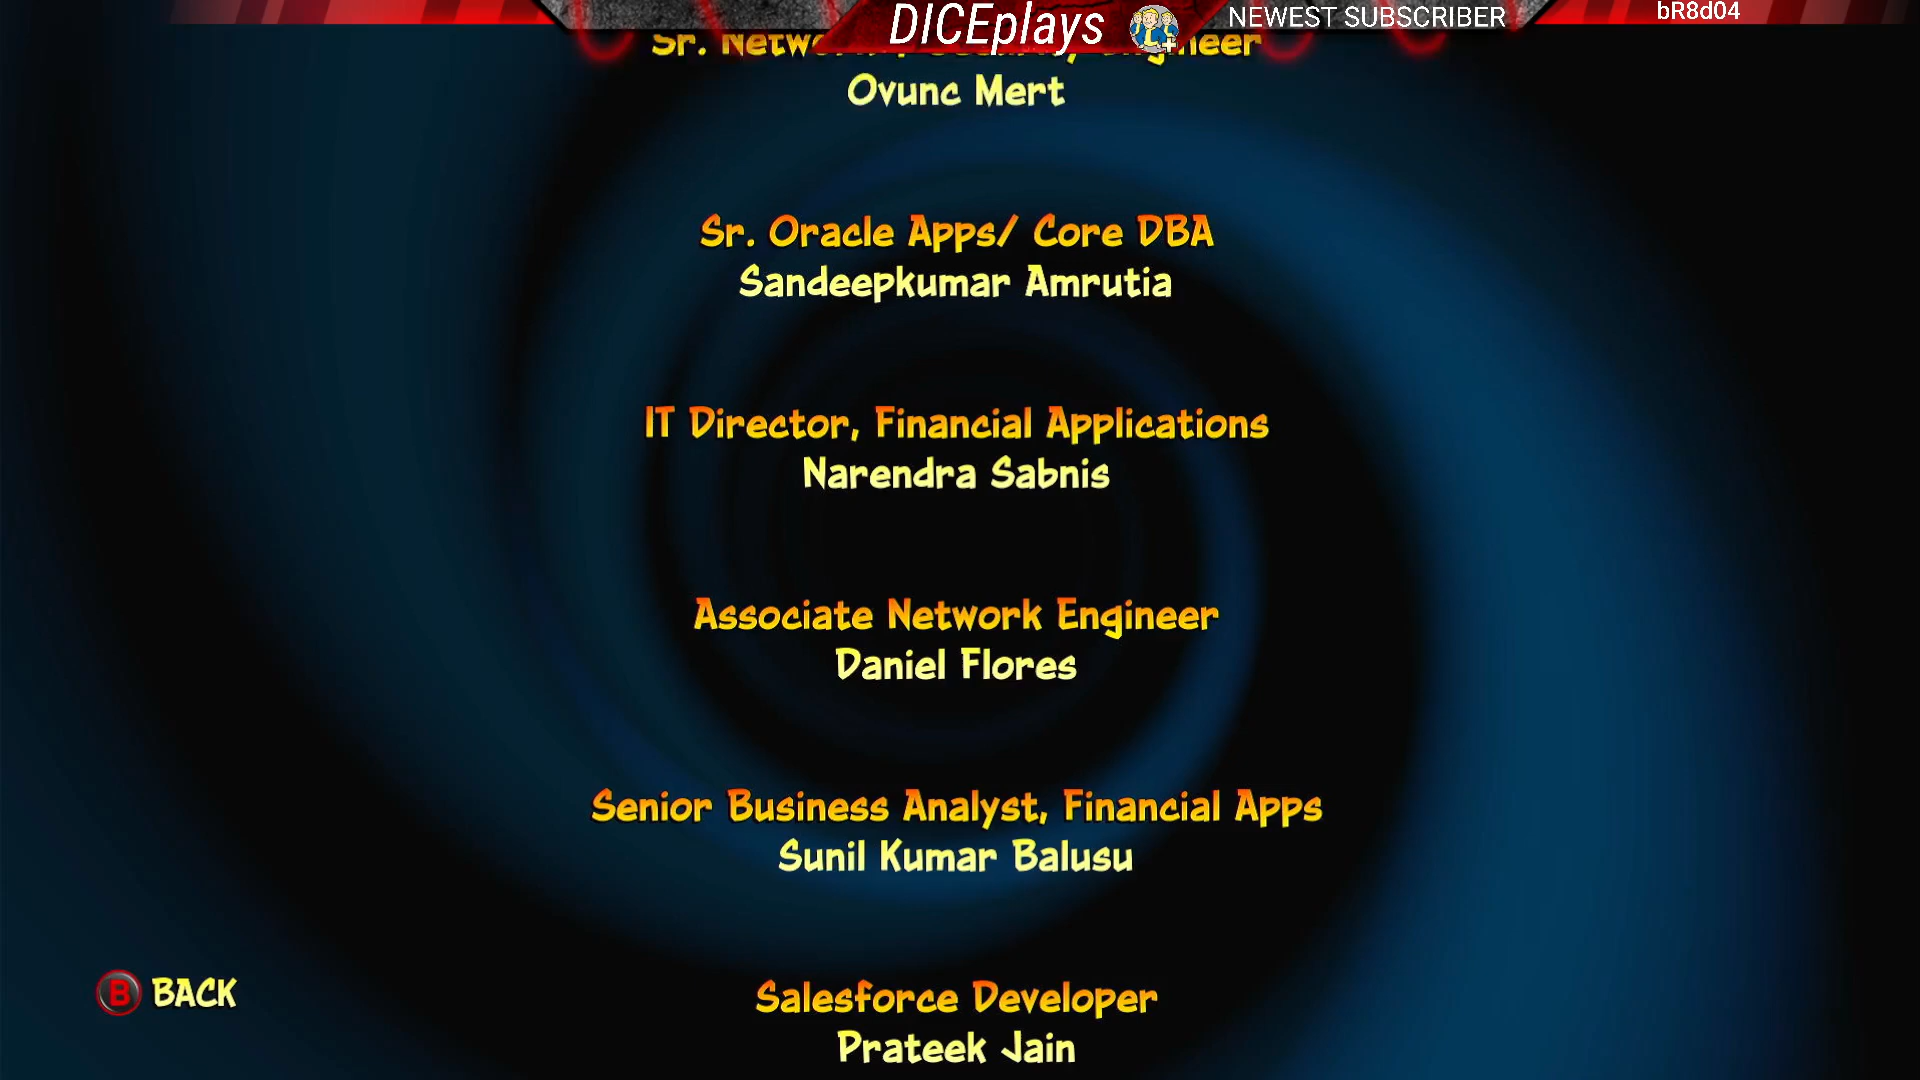 DICEplays
NEWEST SUBSCRIBER
bR8d04
Sr.
Ovunc Mert
Sr. Oracle Apps/ Core DBA
Sandeepkumar Amrutia
IT Director, Financial Applications
Narendra Sabnis
Associate Network Engineer
Daniel Flores
Senior Business Analyst, Financial Apps
Sunil Kumar Balusu
B BACK
Salesforce Developer
Prateek Jain